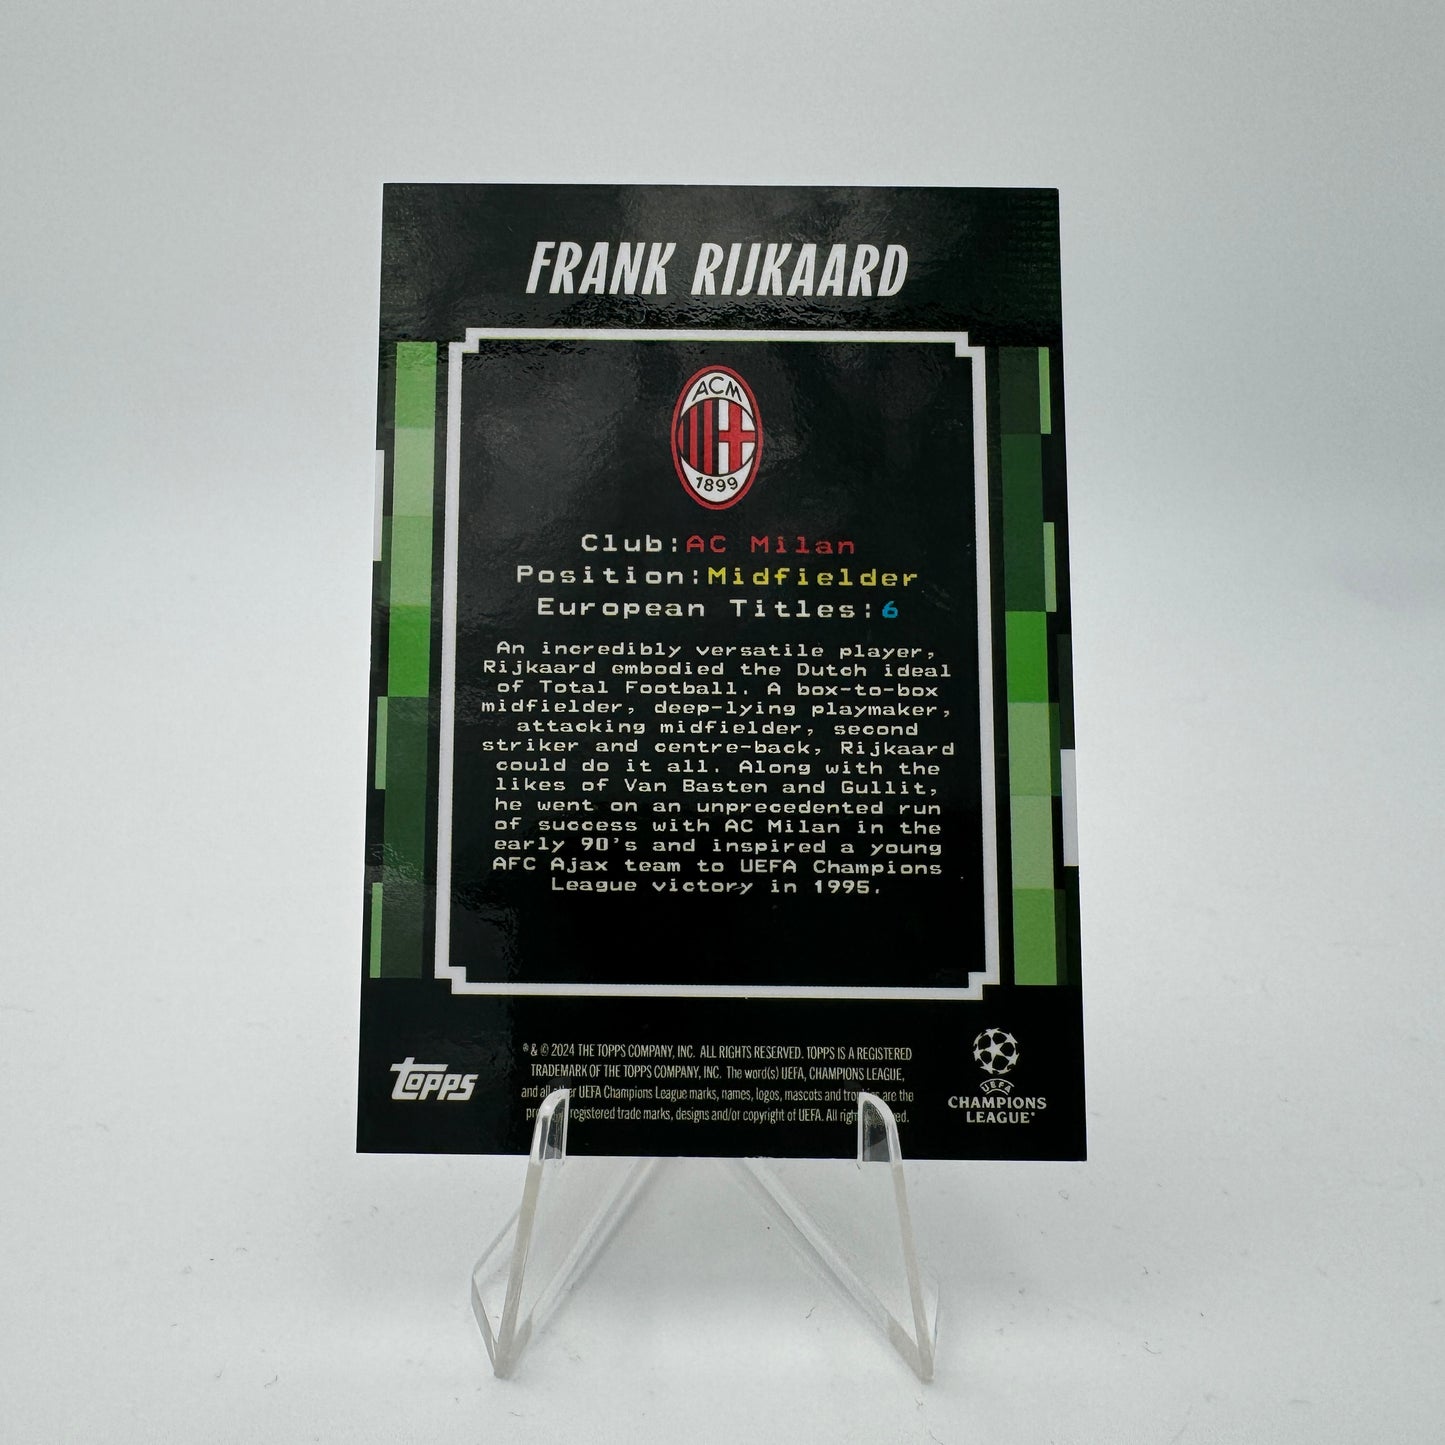 FRANK RIJKAARD
ACM
1899
Club:AC Milan
Position:Midfielder
European Titles:6
An incredibly versatile player,
Rijkaard embodied the Dutch ideal
of Total Football. A box-to-box
midfielder, deep-lying playmaker,
attacking midfielder, second
striker and centre-back, Rijkaard
could do it all. Along with the
likes of Van Basten and Gullit,
he went on an unprecedented run
of success with AC Milan in the
early 90's and inspired a young
AFC Ajax team to UEFA Champions
League victory in 1995.
topps
® & © 2024 THE TOPPS COMPANY, INC. ALL RIGHTS RESERVED. TOPPS IS A REGISTERED
TRADEMARK OF THE TOPPS COMPANY, INC. The word(s) UEFA, CHAMPIONS LEAGUE,
and all UEFA Champions League marks, names, logos, mascots and are the
registered trade marks, designs and/or copyright of UEFA. All
UEFA
CHAMPIONS
LEAGUE®